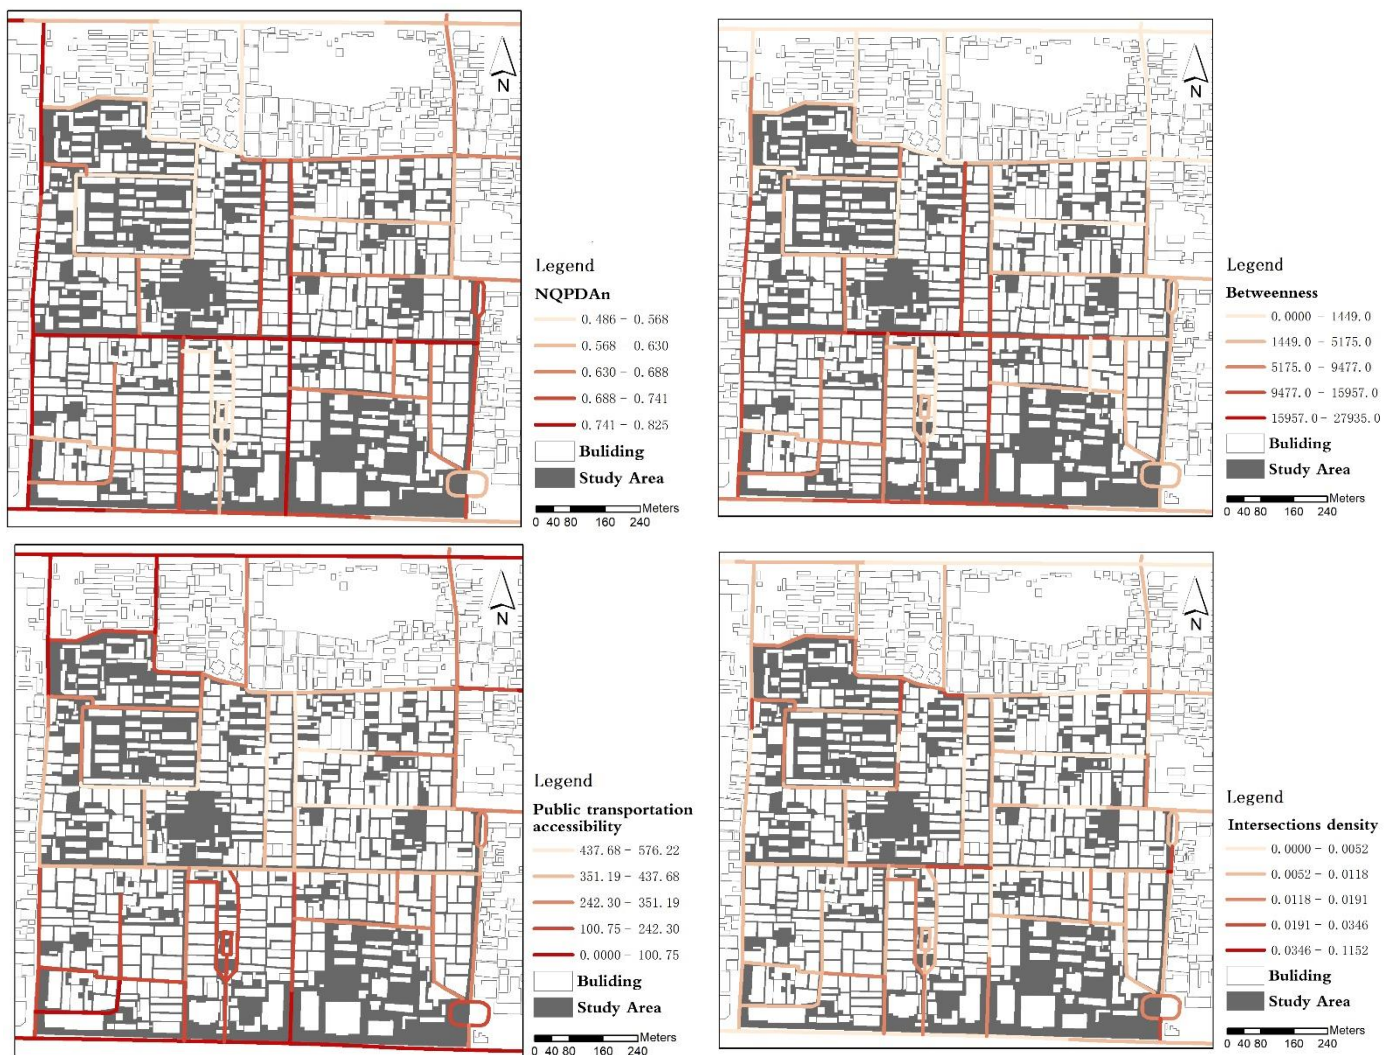 N
Legend
NQPDAn
0.486 - 0.568
0.568 - 0.630
0.630 - 0.688
0.688 - 0.741
0.741 - 0.825
Buliding
Study Area
Meters
0 40 80 160 240
N
Legend
Betweenness
0.0000 - 1449.0
1449.0 - 5175.0
5175.0 - 9477.0
9477.0 - 15957.0
15957.0 - 27935.0
Buliding
Study Area
Meters
0 40 80 160 240
N
Legend
Public transportation
accessibility
437.68 - 576.22
351.19 - 437.68
242.30 - 351.19
100.75 - 242.30
0.0000 - 100.75
Buliding
Study Area
Meters
0 40 80 160 240
N
Legend
Intersections density
0.0000 - 0.0052
0.0052 - 0.0118
0.0118 - 0.0191
0.0191 - 0.0346
0.0346 - 0.1152
Buliding
Study Area
Meters
0 40 80 160 240